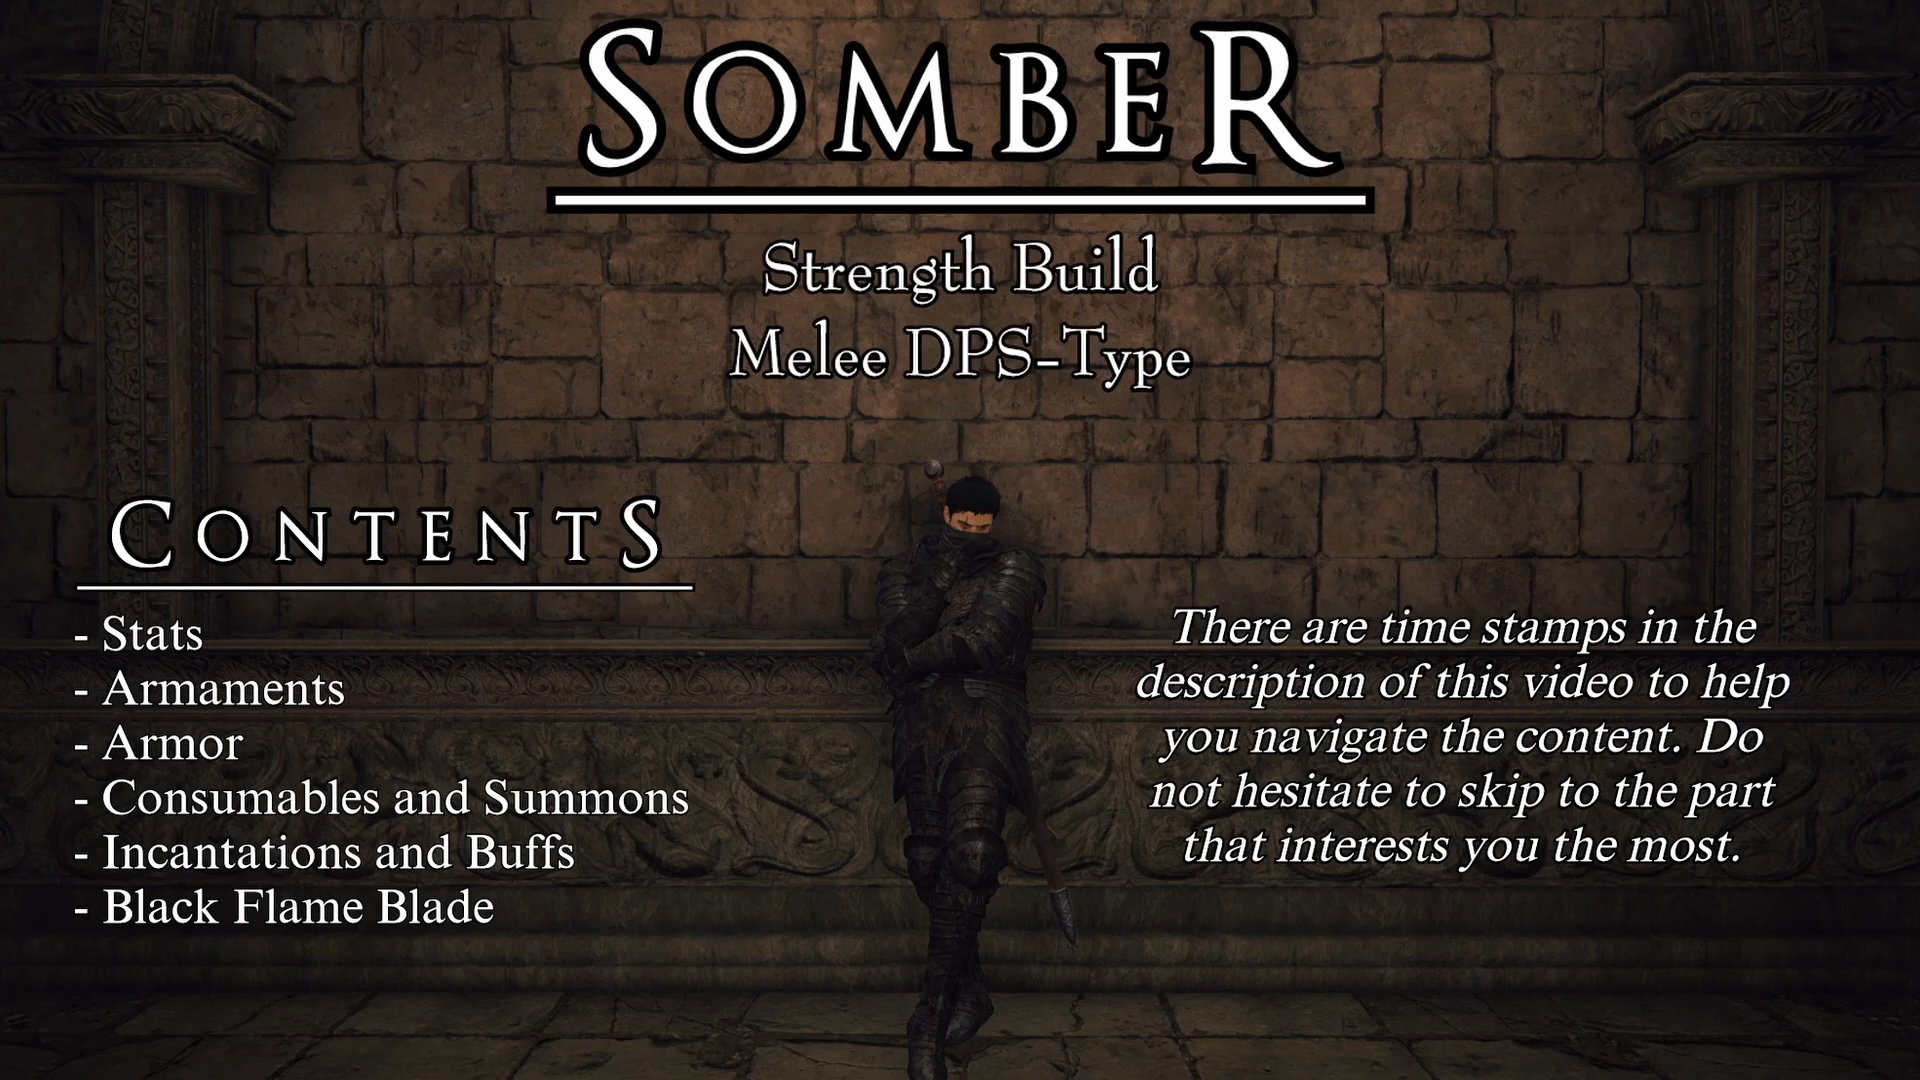 SOMBER
Strength Build
Melee DPS-Type
CONTENTS
- Stats
- Armaments
- Armor
- Consumables and Summons
- Incantations and Buffs
- Black Flame Blade
There are time stamps in the
description of this video to help
you navigate the content. Do
not hesitate to skip to the part
that interests you the most.